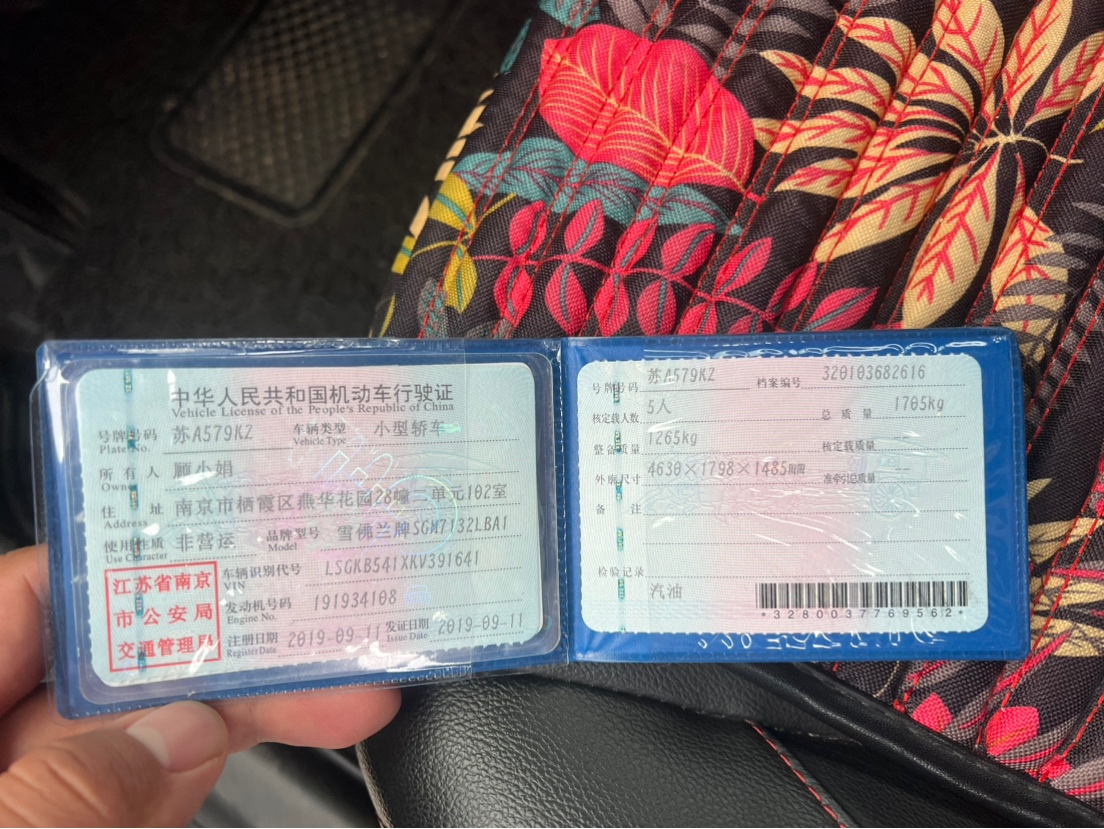 中华人民共和国机动车行驶证
Vehicle License of the People's Republic of China
号牌号码 苏A579KZ 车辆类型 小型轿车
Plate No. Vehicle Type
所有人 顾小娟
Owner
住址 南京市栖霞区燕华花园28幢二单元102室
Address
使用性质 非营运 品牌型号 雪佛兰牌SGM7132LBA1
Use Character Model
江苏省南京
市公安局
交通管理局
车辆识别代号 LSGKB541XKV391641
VIN
发动机号码 191934108
Engine No.
注册日期 2019-09-11 发证日期 2019-09-11
Register Date Issue Date
号牌号码 苏A579KZ 档案编号 320103682616
核定载人数 5人 总质量 1705kg
整备质量 1265kg 核定载质量
外廓尺寸 4630×1798×1485mm 准牵引总质量 --
备注
检验记录
汽油
*3280037769562*